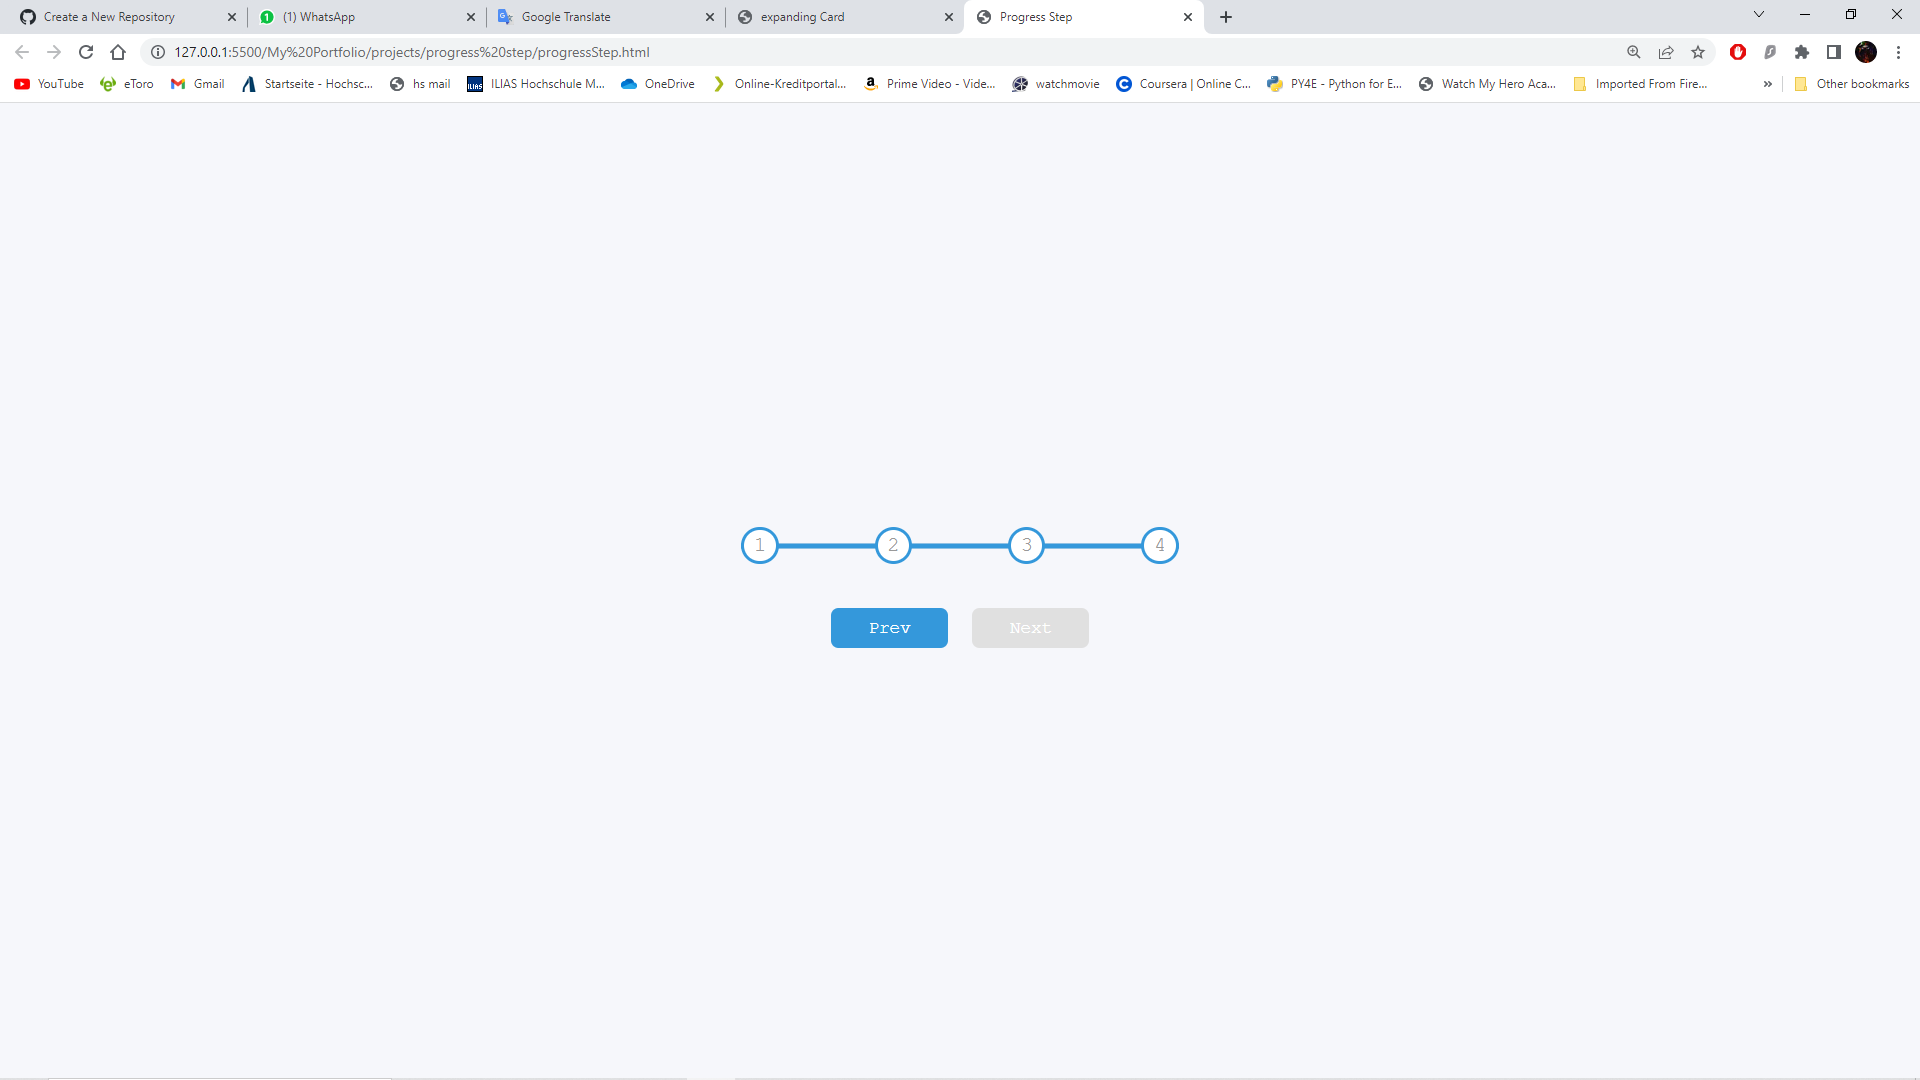 Create a New Repository
1 (1) WhatsApp
Google Translate
expanding Card
Progress Step
127.0.0.1:5500/My%20Portfolio/projects/progress%20step/progressStep.html
YouTube
eToro
Gmail
Startseite - Hochsc...
hs mail
ILIAS ILIAS Hochschule M...
OneDrive
Online-Kreditportal...
a Prime Video - Vide...
watchmovie
C Coursera | Online C...
PY4E - Python for E...
Watch My Hero Aca...
Imported From Fire...
»
Other bookmarks
1 2 3 4
Prev Next